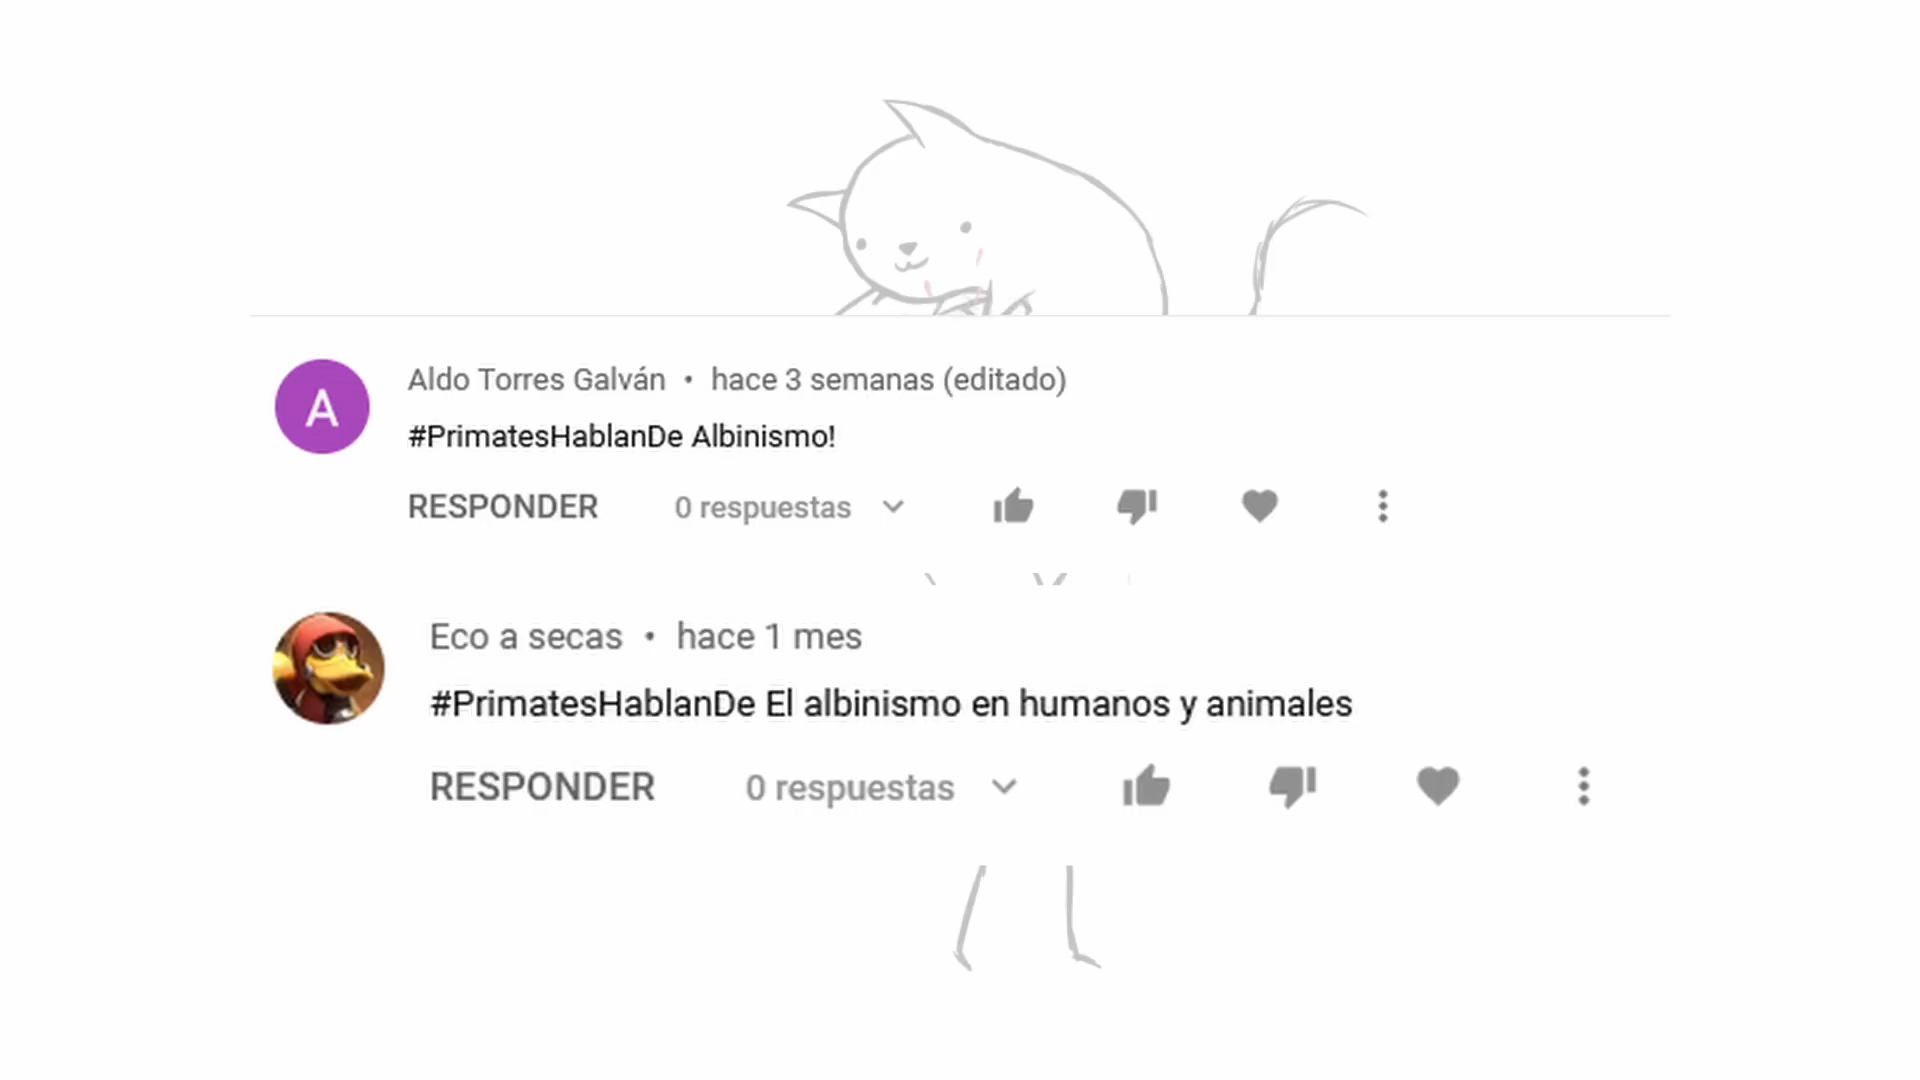 A
Aldo Torres Galván • hace 3 semanas (editado)
#PrimatesHablanDe Albinismo!
RESPONDER 0 respuestas
Eco a secas • hace 1 mes
#PrimatesHablanDe El albinismo en humanos y animales
RESPONDER 0 respuestas